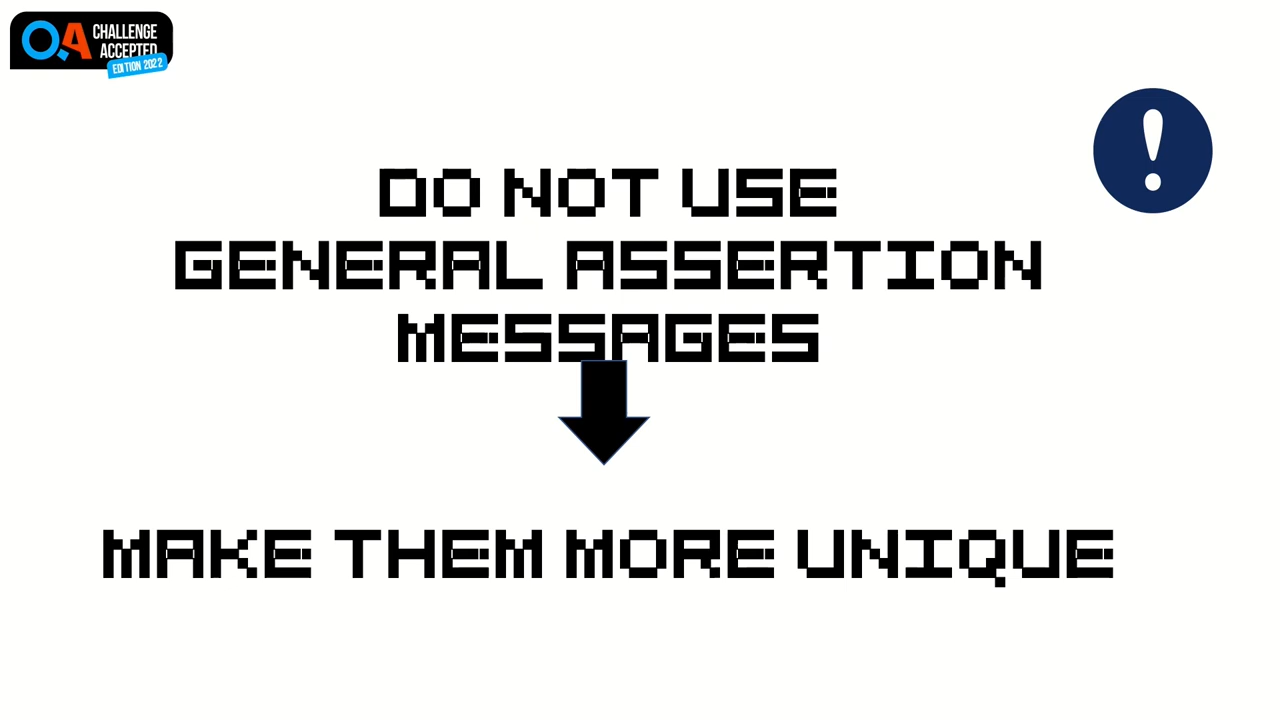 QA CHALLENGE
ACCEPTED
EDITION 2022
DO NOT USE
GENERAL ASSERTION
MESSAGES
MAKE THEM MORE UNIQUE